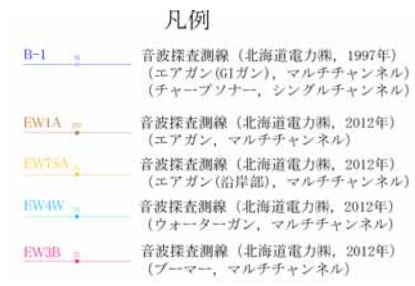 凡例
B-1 音波探査測線（北海道電力㈱，1997年）
（エアガン(GIガン)，マルチチャンネル）
（チャープソナー，シングルチャンネル）
EW1A 音波探査測線（北海道電力㈱，2012年）
（エアガン，マルチチャンネル）
EW7.5A 音波探査測線（北海道電力㈱，2012年）
（エアガン(沿岸部)，マルチチャンネル）
EW4W 音波探査測線（北海道電力㈱，2012年）
（ウォーターガン，マルチチャンネル）
EW3B 音波探査測線（北海道電力㈱，2012年）
（ブーマー，マルチチャンネル）